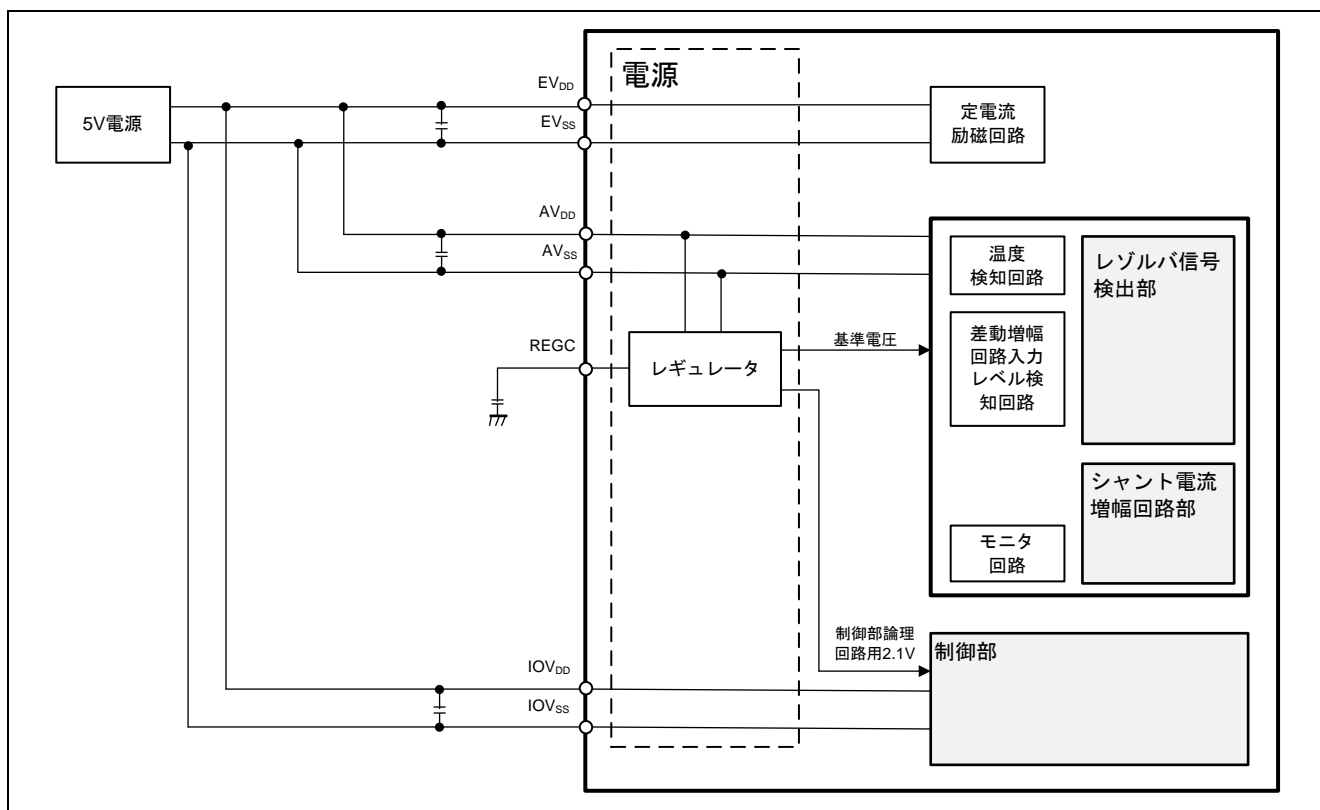 電源
EVDD
5V電源
EVSS
定電流
励磁回路
AVDD
AVSS
温度
検知回路
レゾルバ信号
検出部
REGC
レギュレータ
基準電圧
差動増幅
回路入力
レベル検
知回路
シャント電流
増幅回路部
モニタ
回路
制御部論理
回路用2.1V
制御部
IOVDD
IOVSS